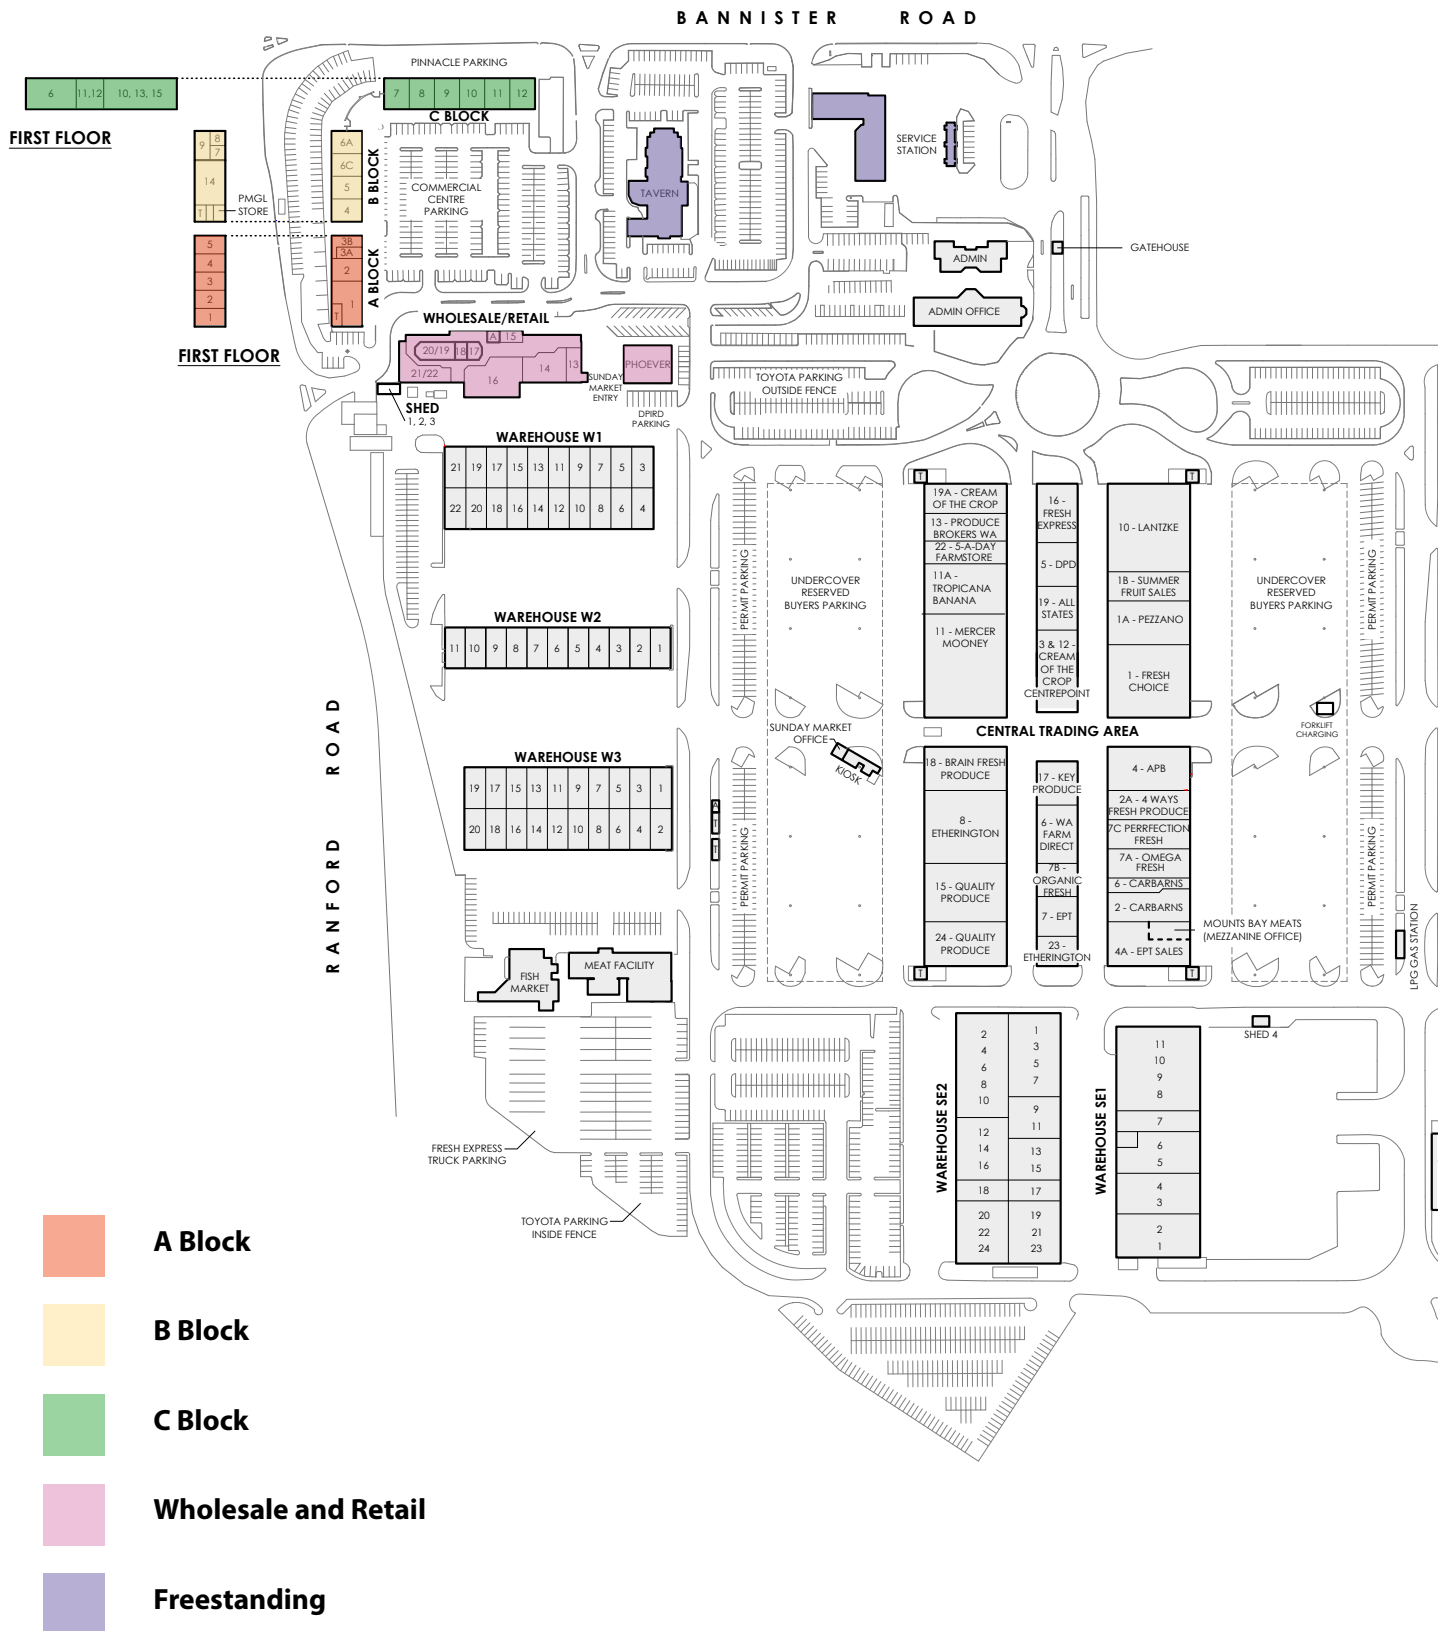 BANNISTER ROAD
PINNACLE PARKING
6
11,12
10, 13, 15
7
8
9
10
11
12
C BLOCK
FIRST FLOOR
9
8
7
14
T
PMGL
STORE
6A
6C
5
4
B BLOCK
COMMERCIAL
CENTRE
PARKING
TAVERN
SERVICE
STATION
GATEHOUSE
ADMIN
ADMIN OFFICE
5
4
3
2
1
3B
3A
2
1
T
A BLOCK
FIRST FLOOR
WHOLESALE/RETAIL
A
15
20/19
18
17
21/22
16
14
13
PHOEVER
SUNDAY
MARKET
ENTRY
DPIRD
PARKING
SHED
1, 2, 3
TOYOTA PARKING
OUTSIDE FENCE
WAREHOUSE W1
21 19 17 15 13 11 9 7 5 3
22 20 18 16 14 12 10 8 6 4
WAREHOUSE W2
11 10 9 8 7 6 5 4 3 2 1
WAREHOUSE W3
19 17 15 13 11 9 7 5 3 1
20 18 16 14 12 10 8 6 4 2
RANFORD ROAD
PERMIT PARKING
PERMIT PARKING
A
T
T
UNDERCOVER
RESERVED
BUYERS PARKING
SUNDAY MARKET
OFFICE
KIOSK
T
T
19A - CREAM
OF THE CROP
13 - PRODUCE
BROKERS WA
22 - 5-A-DAY
FARMSTORE
11A -
TROPICANA
BANANA
11 - MERCER
MOONEY
16 -
FRESH
EXPRESS
5 - DPD
19 - ALL
STATES
3 & 12 -
CREAM
OF THE
CROP
CENTREPOINT
10 - LANTZKE
1B - SUMMER
FRUIT SALES
1A - PEZZANO
1 - FRESH
CHOICE
UNDERCOVER
RESERVED
BUYERS PARKING
PERMIT PARKING
PERMIT PARKING
FORKLIFT
CHARGING
CENTRAL TRADING AREA
18 - BRAIN FRESH
PRODUCE
8 -
ETHERINGTON
15 - QUALITY
PRODUCE
24 - QUALITY
PRODUCE
17 - KEY
PRODUCE
6 - WA
FARM
DIRECT
7B -
ORGANIC
FRESH
7 - EPT
23 -
ETHERINGTON
4 - APB
2A - 4 WAYS
FRESH PRODUCE
7C PERRFECTION
FRESH
7A - OMEGA
FRESH
6 - CARBARNS
2 - CARBARNS
4A - EPT SALES
MOUNTS BAY MEATS
(MEZZANINE OFFICE)
T
T
LPG GAS STATION
FISH
MARKET
MEAT FACILITY
SHED 4
FRESH EXPRESS
TRUCK PARKING
TOYOTA PARKING
INSIDE FENCE
WAREHOUSE SE2
2
4
6
8
10
12
14
16
18
20
22
24
1
3
5
7
9
11
13
15
17
19
21
23
WAREHOUSE SE1
11
10
9
8
7
6
5
4
3
2
1
A Block
B Block
C Block
Wholesale and Retail
Freestanding